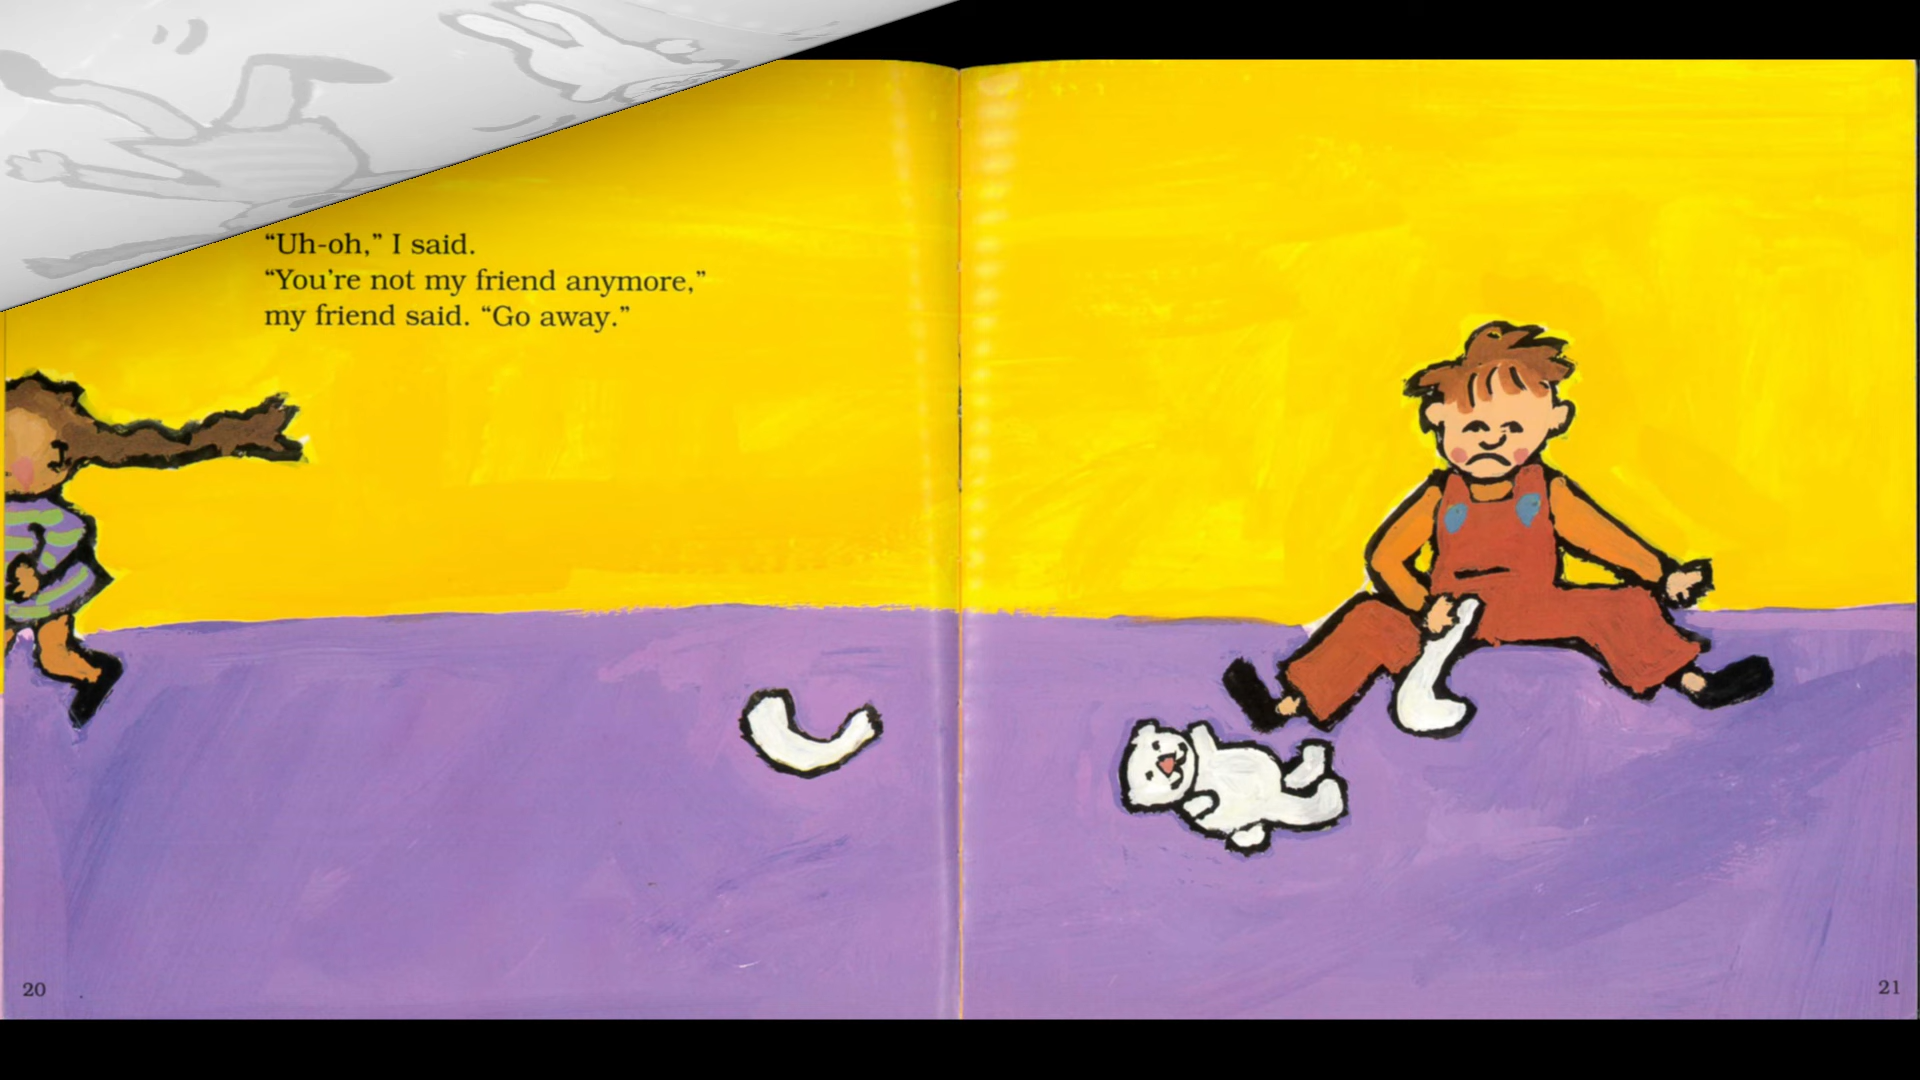 “Uh-oh,” I said.
“You’re not my friend anymore,”
my friend said. “Go away.”
20
21